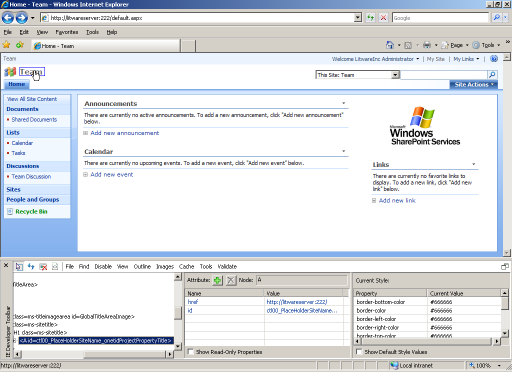 Home - Team - Windows Internet Explorer
http://litwareserver:222/default.aspx
Google
File Edit View Favorites Tools Help
Home - Team
Page Tools
Team
Welcome LitwareInc Administrator | My Site | My Links
Team
This Site: Team
Home
Site Actions
View All Site Content
Documents
Shared Documents
Lists
Calendar
Tasks
Discussions
Team Discussion
Sites
People and Groups
Recycle Bin
Announcements
There are currently no active announcements. To add a new announcement, click "Add new announcement"
below.
Add new announcement
Calendar
There are currently no upcoming events. To add a new event, click "Add new event" below.
Add new event
Microsoft
Windows
SharePoint Services
Links
There are currently no favorite links to
display. To add a new link, click "Add
new link" below.
Add new link
IE Developer Toolbar
File Find Disable View Outline Images Cache Tools Validate
titleArea>
class=ms-titleimagearea id=GlobalTitleAreaImage>
class=ms-sitetitle>
H1 class=ms-sitetitle>
<A id=ctl00_PlaceHolderSiteName_onetidProjectPropertyTitle>
Attribute: Node: A
Name Value
href http://litwareserver:222/
id ctl00_PlaceHolderSiteName...
Show Read-Only Properties
Current Style:
Property Current Value
border-bottom-color #666666
border-color #666666
border-left-color #666666
border-right-color #666666
border-top-color #666666
Show Default Style Values
http://litwareserver:222/
Local intranet
100%